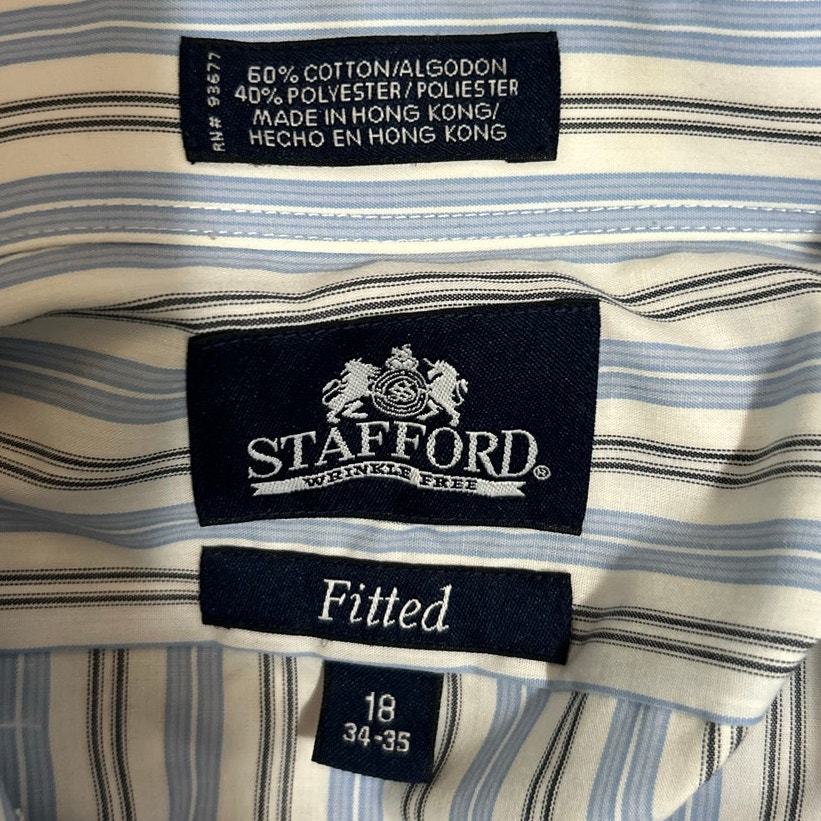 RN# 93677
60% COTTON/ALGODON
40% POLYESTER/POLIESTER
MADE IN HONG KONG/
HECHO EN HONG KONG
STAFFORD®
WRINKLE FREE
Fitted
18
34-35